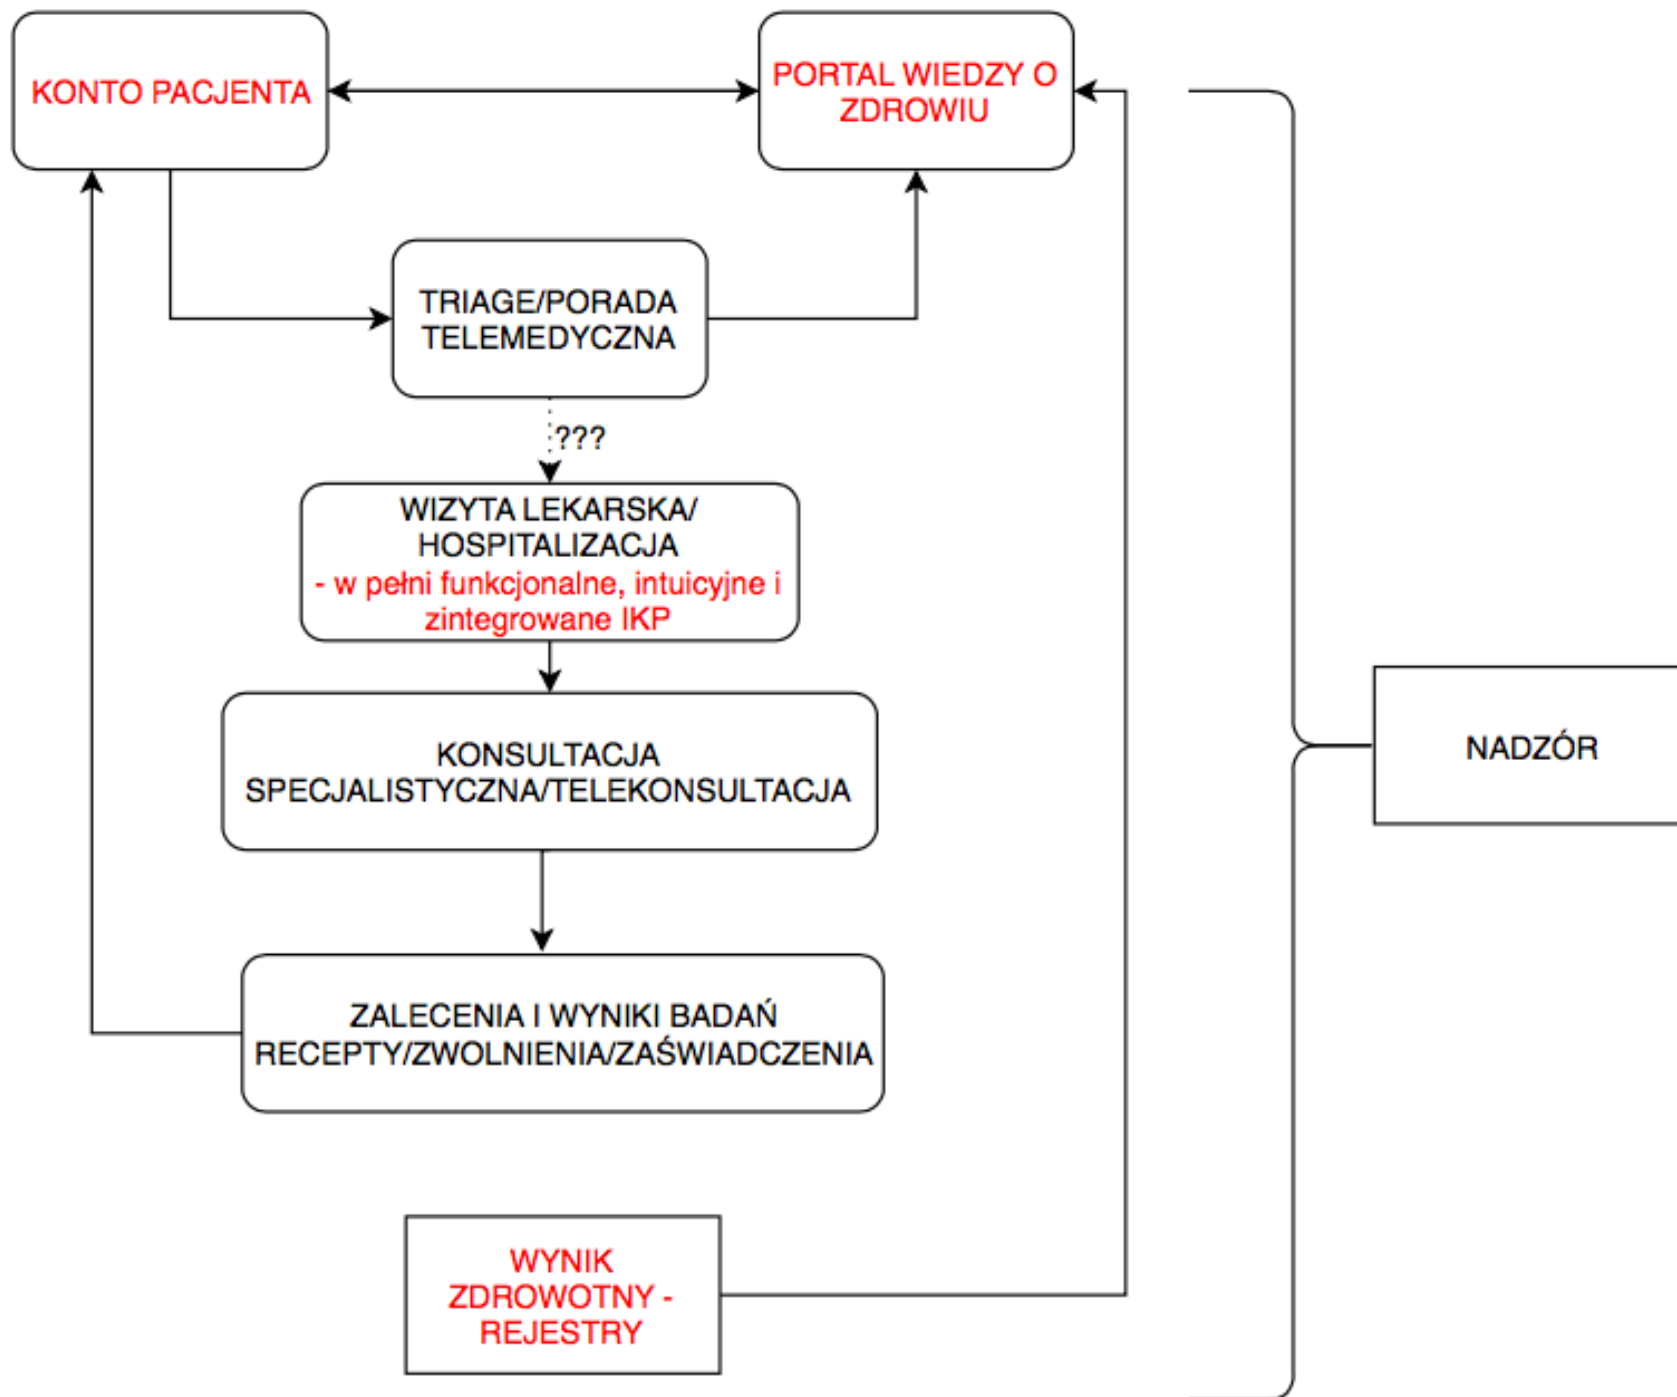 KONTO PACJENTA
PORTAL WIEDZY O
ZDROWIU
TRIAGE/PORADA
TELEMEDYCZNA
???
WIZYTA LEKARSKA/
HOSPITALIZACJA
- w pełni funkcjonalne, intuicyjne i
zintegrowane IKP
KONSULTACJA
SPECJALISTYCZNA/TELEKONSULTACJA
NADZÓR
ZALECENIA I WYNIKI BADAŃ
RECEPTY/ZWOLNIENIA/ZAŚWIADCZENIA
WYNIK
ZDROWOTNY -
REJESTRY